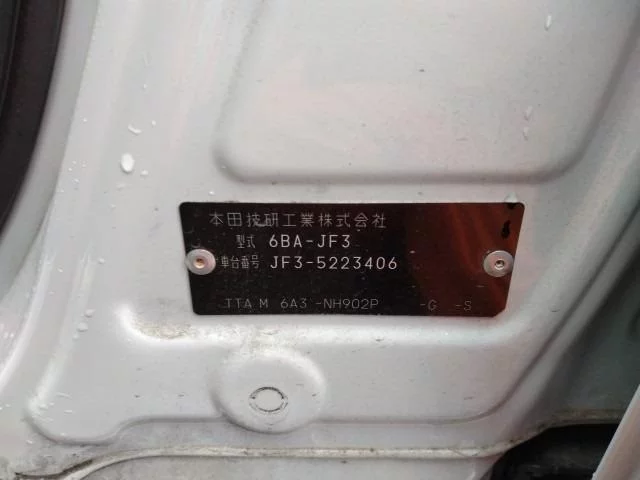 本田技研工業株式会社
型式 6BA-JF3
車台番号 JF3-5223406
TTA M 6A3 -NH902P -G -S